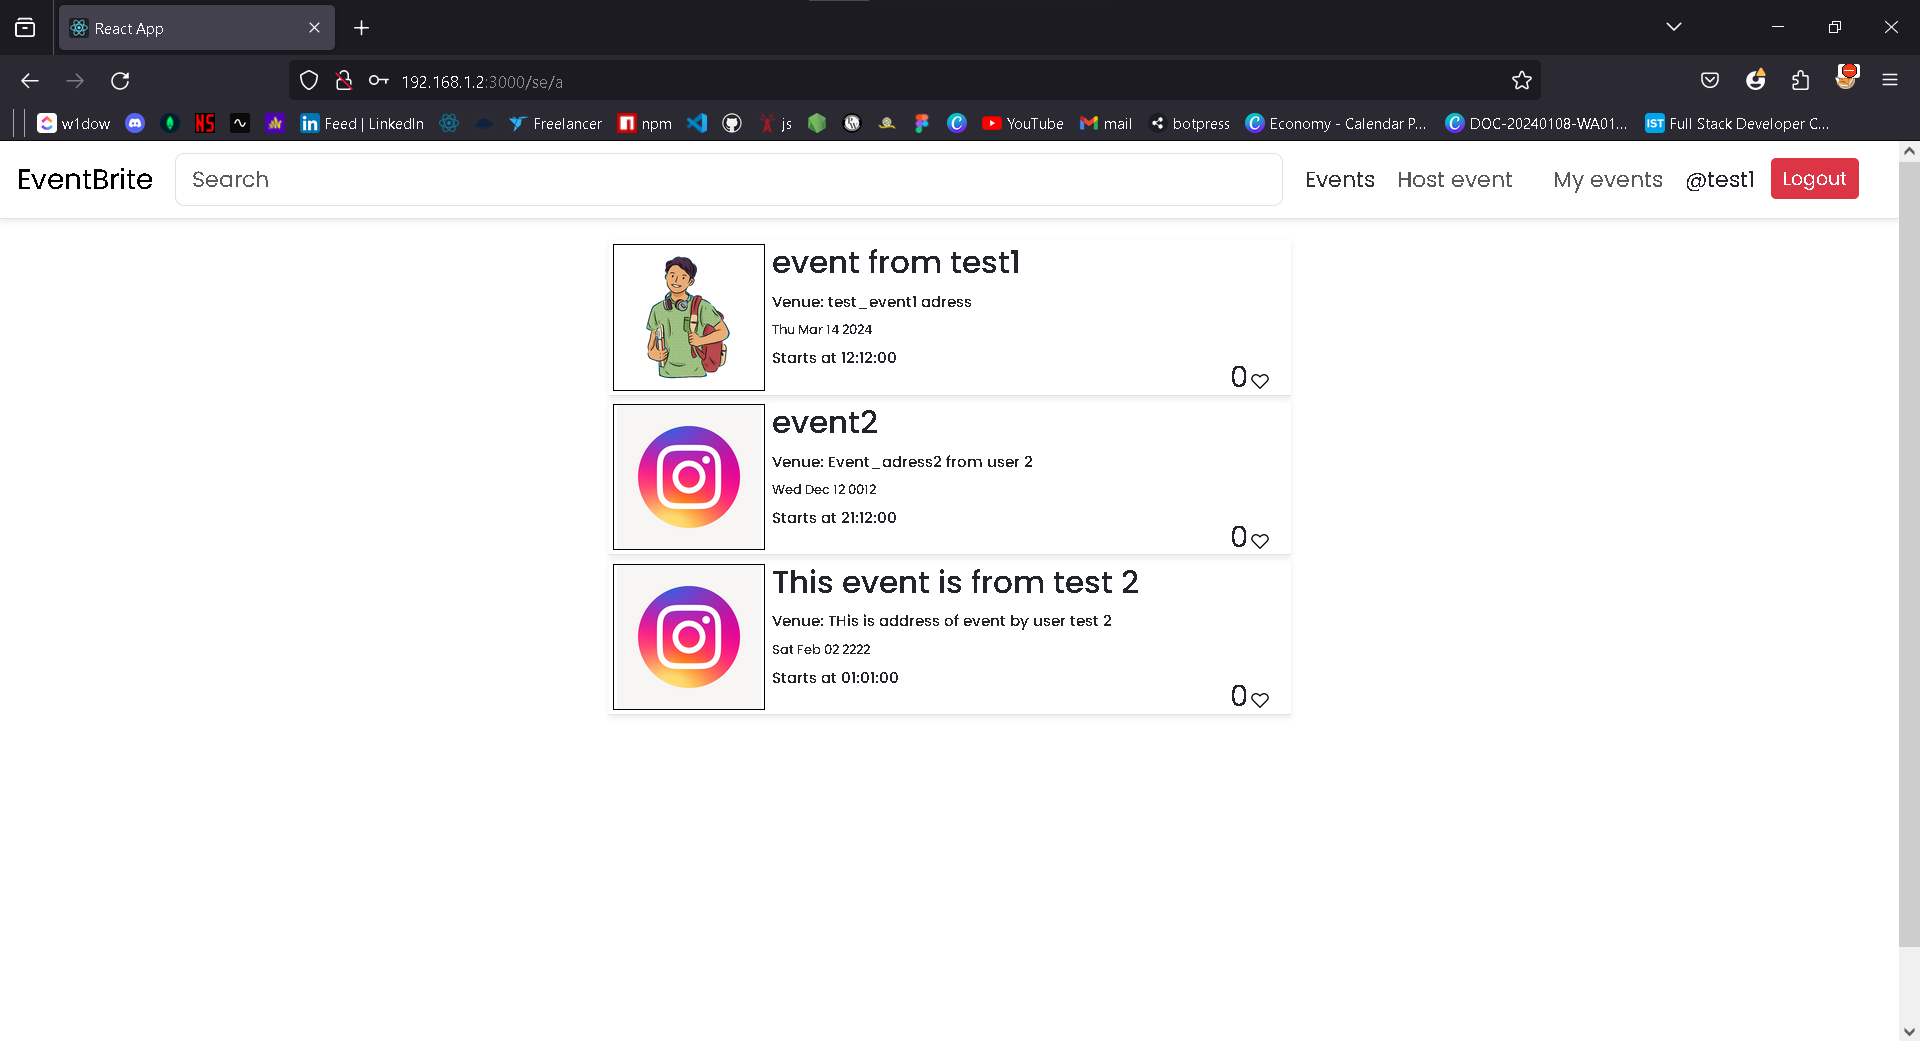 React App
192.168.1.2:3000/se/a
w1dow
NS
Feed | LinkedIn
Freelancer
npm
js
YouTube
mail
botpress
Economy - Calendar P...
DOC-20240108-WA01...
IST Full Stack Developer C...
EventBrite
Search
Events
Host event
My events
@test1
Logout
event from test1
Venue: test_event1 adress
Thu Mar 14 2024
Starts at 12:12:00
0
event2
Venue: Event_adress2 from user 2
Wed Dec 12 0012
Starts at 21:12:00
0
This event is from test 2
Venue: THis is address of event by user test 2
Sat Feb 02 2222
Starts at 01:01:00
0